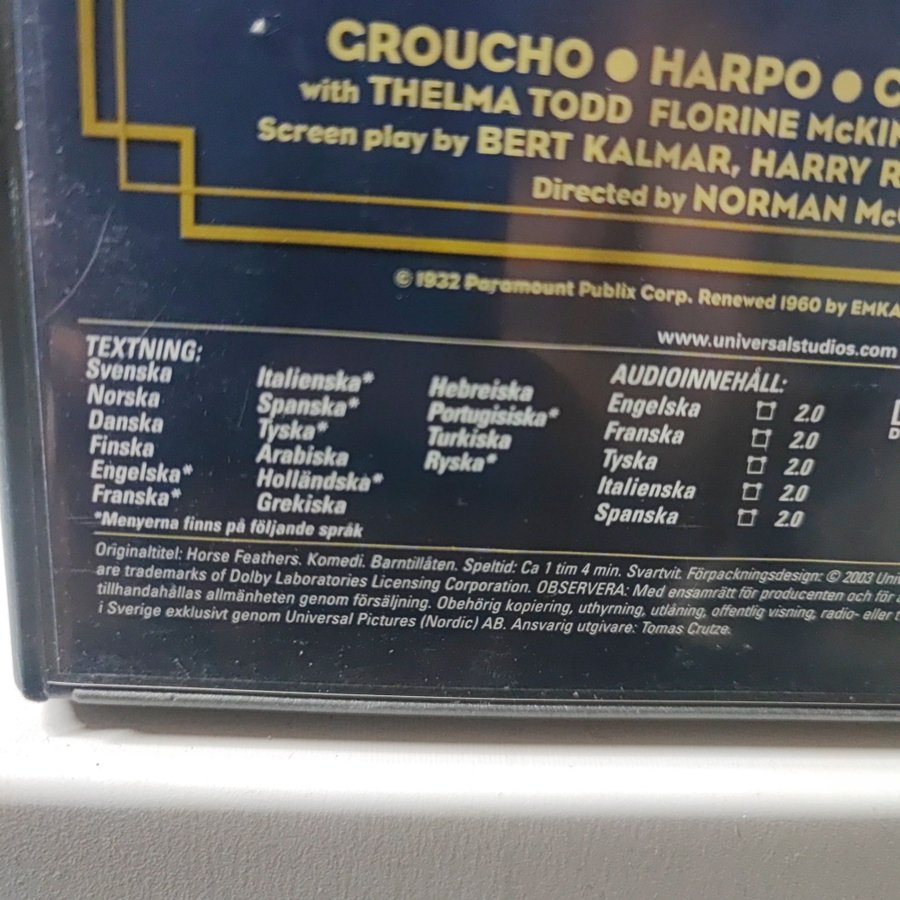 GROUCHO ● HARPO ●
with THELMA TODD FLORINE McKIN
Screen play by BERT KALMAR, HARRY R
Directed by NORMAN Mc
© 1932 Paramount Publix Corp. Renewed 1960 by EMKA
www.universalstudios.com
TEXTNING:
Svenska
Norska
Danska
Finska
Engelska*
Franska*
Italienska*
Spanska*
Tyska*
Arabiska
Holländska*
Grekiska
Hebreiska
Portugisiska*
Turkiska
Ryska*
*Menyerna finns på följande språk
AUDIOINNEHÅLL:
Engelska 2.0
Franska 2.0
Tyska 2.0
Italienska 2.0
Spanska 2.0
Originaltitel: Horse Feathers. Komedi. Barntillåten. Speltid: Ca 1 tim 4 min. Svartvit. Förpackningsdesign: © 2003 Uni
are trademarks of Dolby Laboratories Licensing Corporation. OBSERVERA: Med ensamrätt för producenten och för
tillhandahållas allmänheten genom försäljning. Obehörig kopiering, uthyrning, utlåning, offentlig visning, radio- eller
i Sverige exklusivt genom Universal Pictures (Nordic) AB. Ansvarig utgivare: Tomas Crutze.